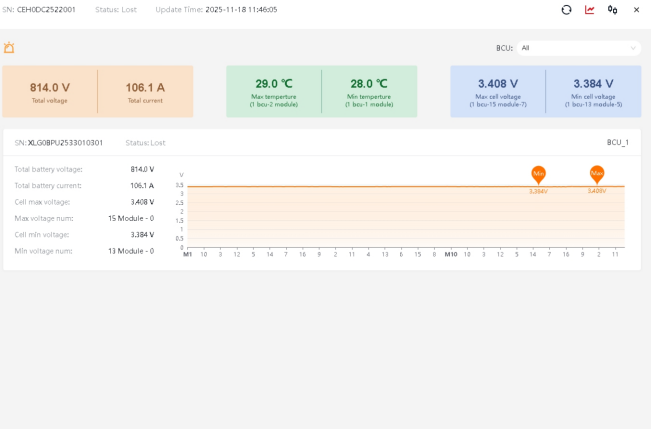 SN: CEH0DC2522001 Status: Lost Update Time: 2025-11-18 11:46:05
BCU: All
814.0 V 106.1 A 29.0 ℃ 28.0 ℃ 3.408 V 3.384 V
Total voltage Total current Max temperture Min temperture Max cell voltage Min cell voltage
(1 bcu-2 module) (1 bcu-1 module) (1 bcu-15 module-7) (1 bcu-13 module-5)
SN: XLG0BPU2533010301 Status: Lost BCU_1
Total battery voltage: 814.0 V
Total battery current: 106.1 A
Cell max voltage: 3.408 V
Max voltage num: 15 Module - 0
Cell min voltage: 3.384 V
Min voltage num: 13 Module - 0
V
3.5
3
2.5
2
1.5
1
0.5
0
Min Max
3.384V 3.408V
M1 10 3 12 5 14 7 16 9 2 11 4 13 6 15 8 M10 10 3 12 5 14 7 16 9 2 11